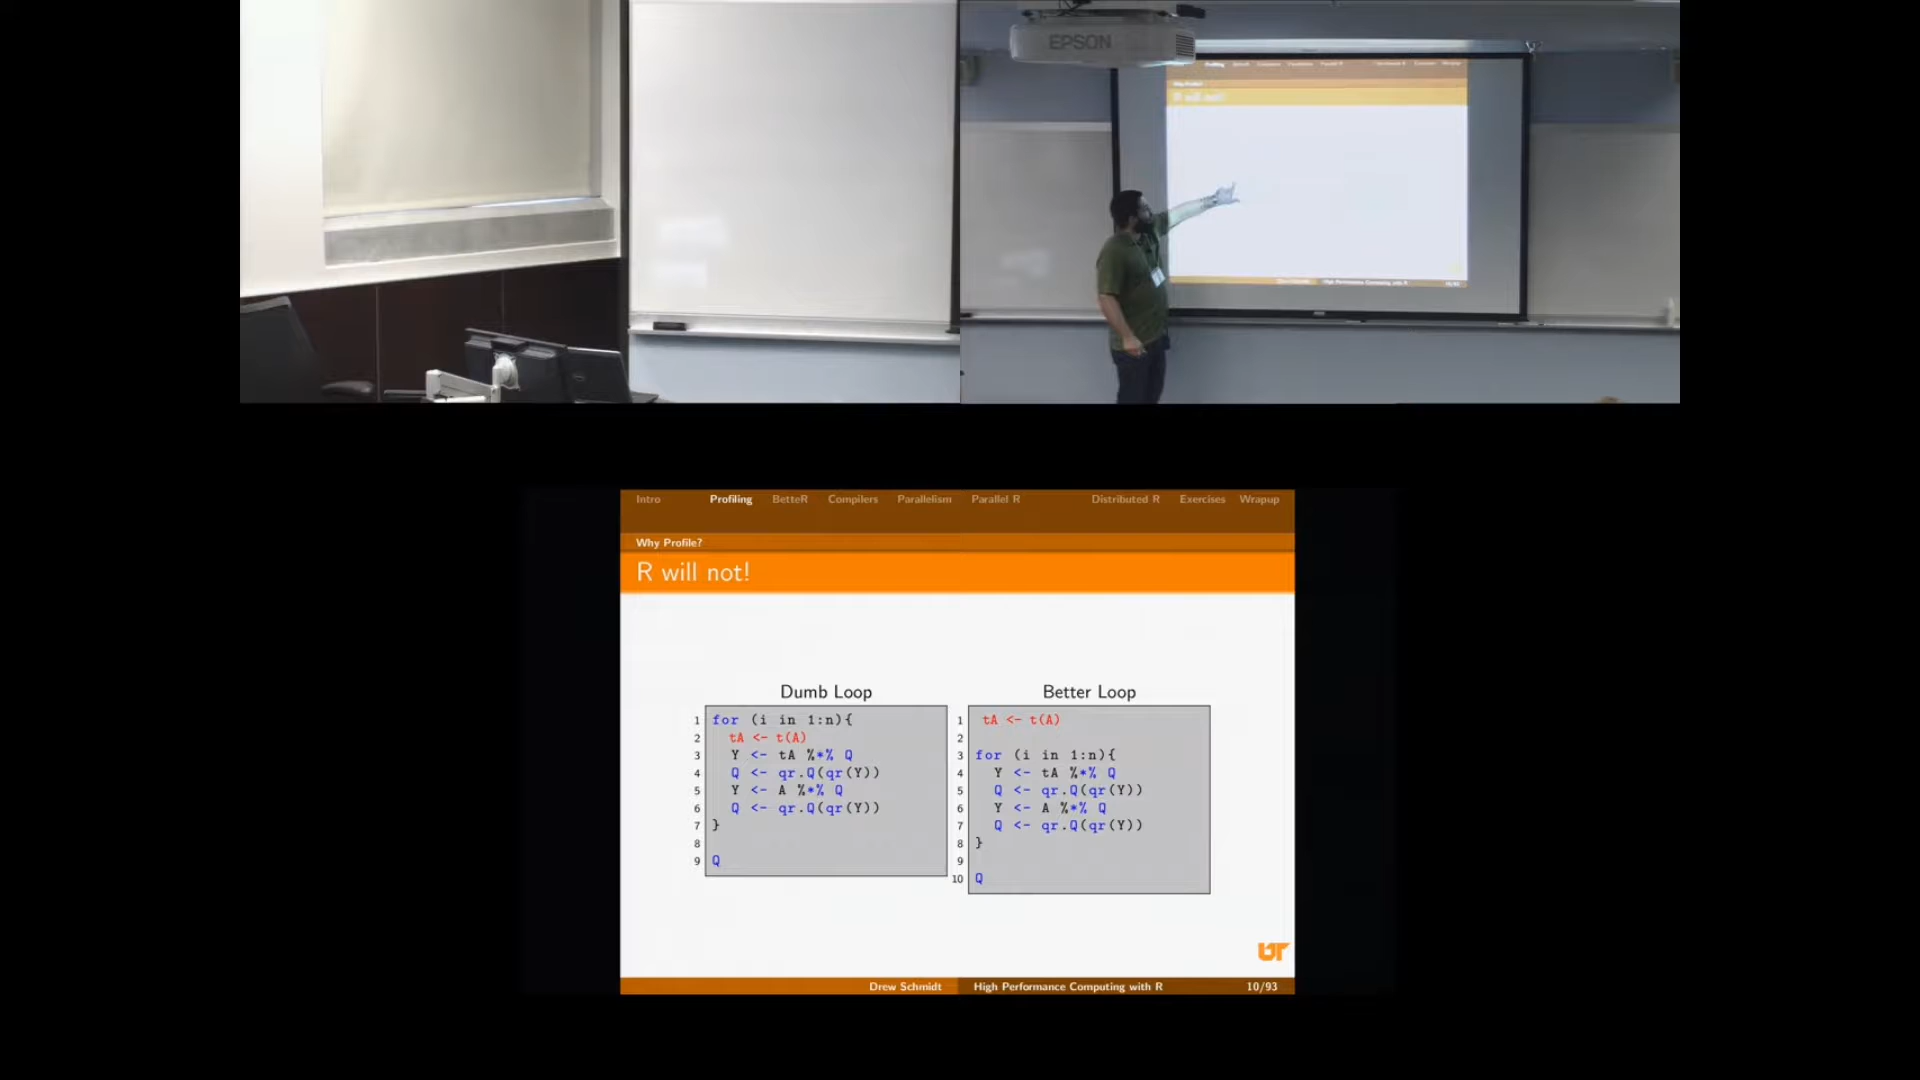 EPSON
R will not!
Intro Profiling BetteR Compilers Parallelism Parallel R Distributed R Exercises Wrapup
Why Profile?
R will not!
Dumb Loop
1 for (i in 1:n){
2 tA <- t(A)
3 Y <- tA %*% Q
4 Q <- qr.Q(qr(Y))
5 Y <- A %*% Q
6 Q <- qr.Q(qr(Y))
7 }
8
9 Q
Better Loop
1 tA <- t(A)
2
3 for (i in 1:n){
4 Y <- tA %*% Q
5 Q <- qr.Q(qr(Y))
6 Y <- A %*% Q
7 Q <- qr.Q(qr(Y))
8 }
9
10 Q
UT
Drew Schmidt High Performance Computing with R 10/93